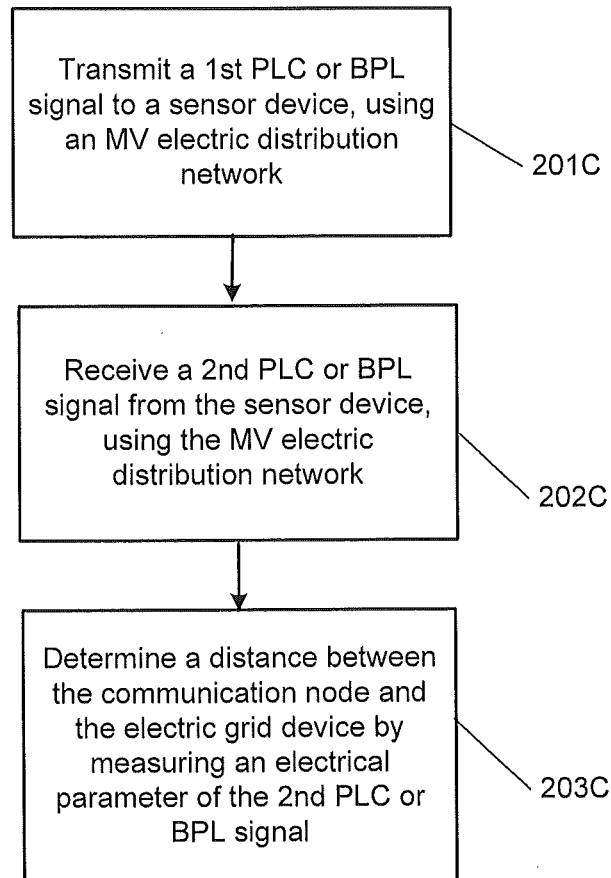 Transmit a 1st PLC or BPL
signal to a sensor device, using
an MV electric distribution
network
201C
Receive a 2nd PLC or BPL
signal from the sensor device,
using the MV electric
distribution network
202C
Determine a distance between
the communication node and
the electric grid device by
measuring an electrical
parameter of the 2nd PLC or
BPL signal
203C